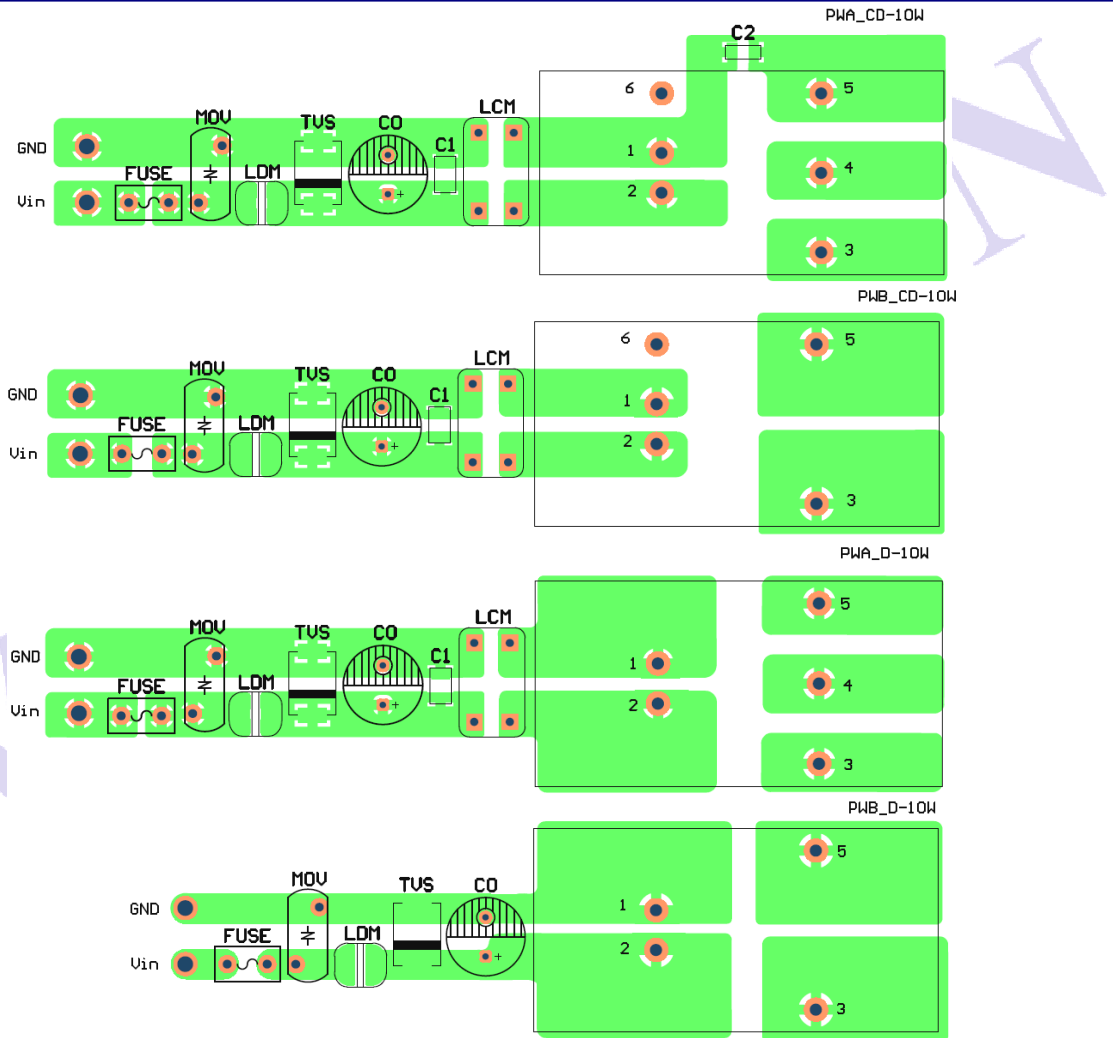 PWA_CD-10W
C2
6 5
MOV TVS CO C1 LCM
GND 1
FUSE LDM 4
Vin 2
+
3
PWB_CD-10W
6 5
MOV TVS CO C1 LCM
GND 1
FUSE LDM
Vin 2
+
3
PWA_D-10W
5
MOV TVS CO C1 LCM
GND 1
FUSE LDM 4
Vin 2
+
3
PWB_D-10W
5
MOV TVS CO
GND 1
FUSE LDM
Vin 2
+
3
N